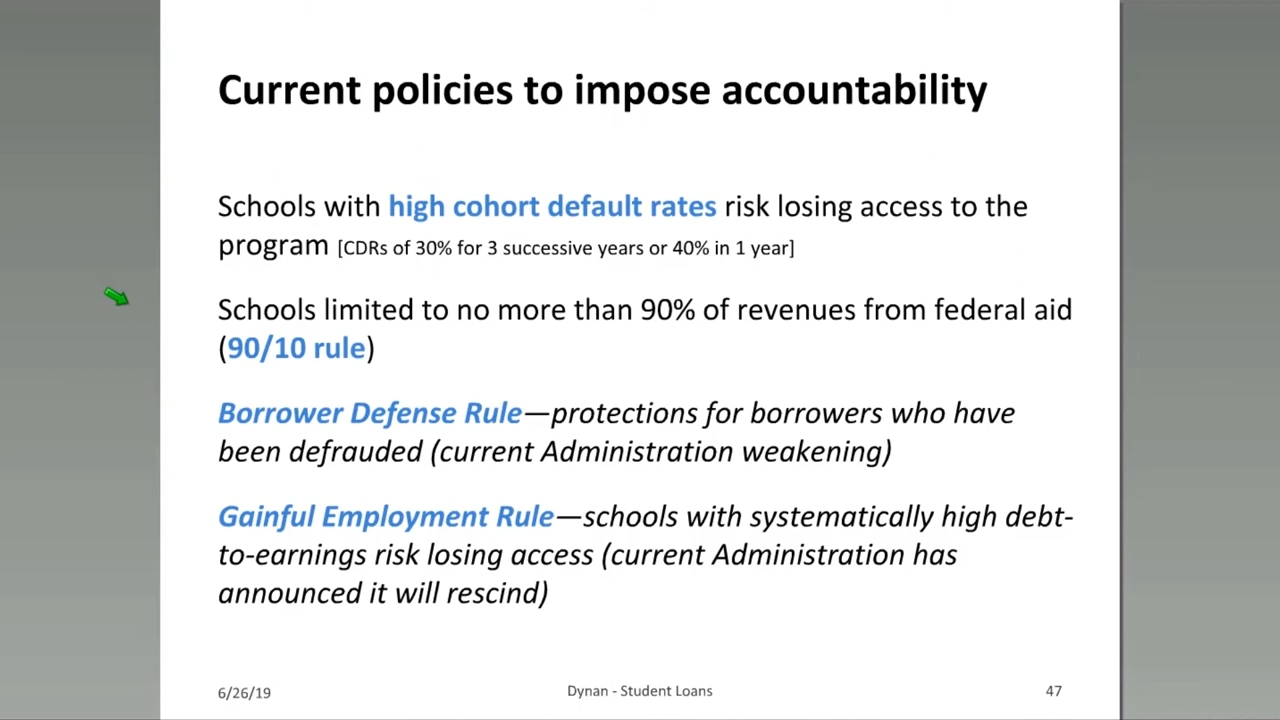 Current policies to impose accountability
Schools with high cohort default rates risk losing access to the
program [CDRs of 30% for 3 successive years or 40% in 1 year]
Schools limited to no more than 90% of revenues from federal aid
(90/10 rule)
Borrower Defense Rule—protections for borrowers who have
been defrauded (current Administration weakening)
Gainful Employment Rule—schools with systematically high debt-
to-earnings risk losing access (current Administration has
announced it will rescind)
6/26/19
Dynan - Student Loans
47